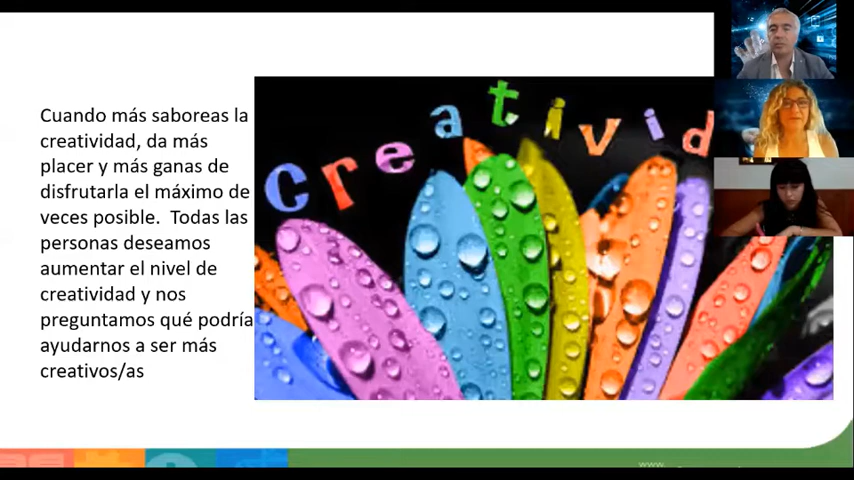 Cuando más saboreas la
creatividad, da más
placer y más ganas de
disfrutarla el máximo de
veces posible. Todas las
personas deseamos
aumentar el nivel de
creatividad y nos
preguntamos qué podría
ayudarnos a ser más
creativos/as
creativid
www.